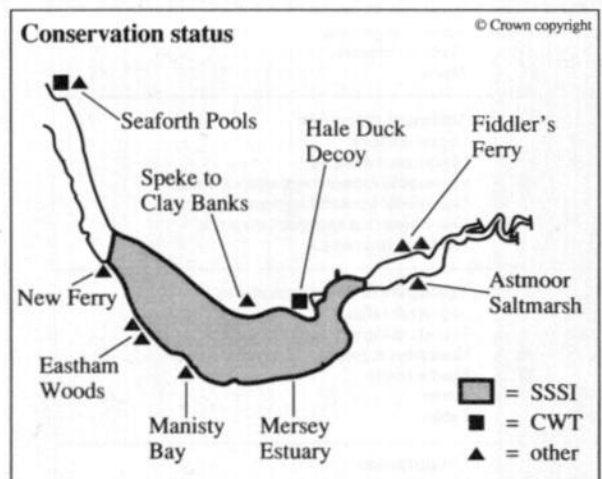 Conservation status
© Crown copyright
Seaforth Pools
Hale Duck
Decoy
Fiddler's
Ferry
Speke to
Clay Banks
New Ferry
Astmoor
Saltmarsh
Eastham
Woods
Manisty
Bay
Mersey
Estuary
= SSSI
= CWT
= other